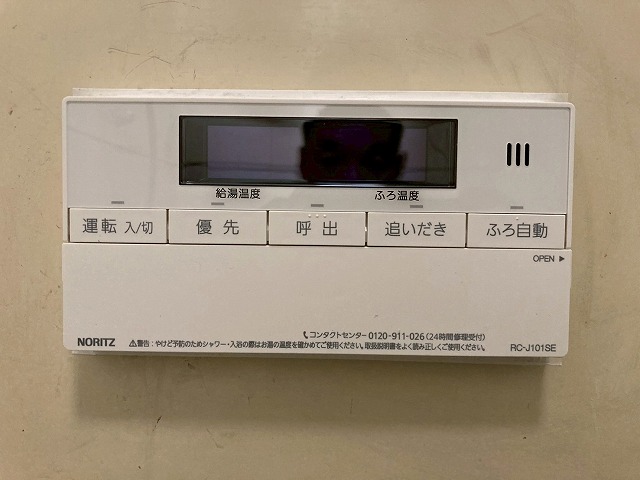 給湯温度 ふろ温度
運転 入/切 優先 呼出 追いだき ふろ自動
OPEN ▶
コンタクトセンター 0120-911-026 (24時間修理受付)
NORITZ ⚠警告：やけど予防のためシャワー・入浴の際はお湯の温度を確かめてご使用ください。取扱説明書をよく読み正しくご使用ください。 RC-J101SE